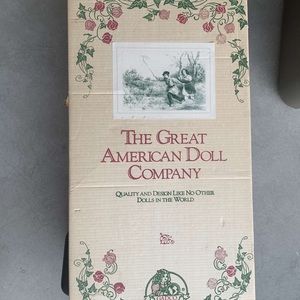 THE GREAT
AMERICAN DOLL
COMPANY
QUALITY AND DESIGN LIKE NO OTHER
DOLLS IN THE WORLD